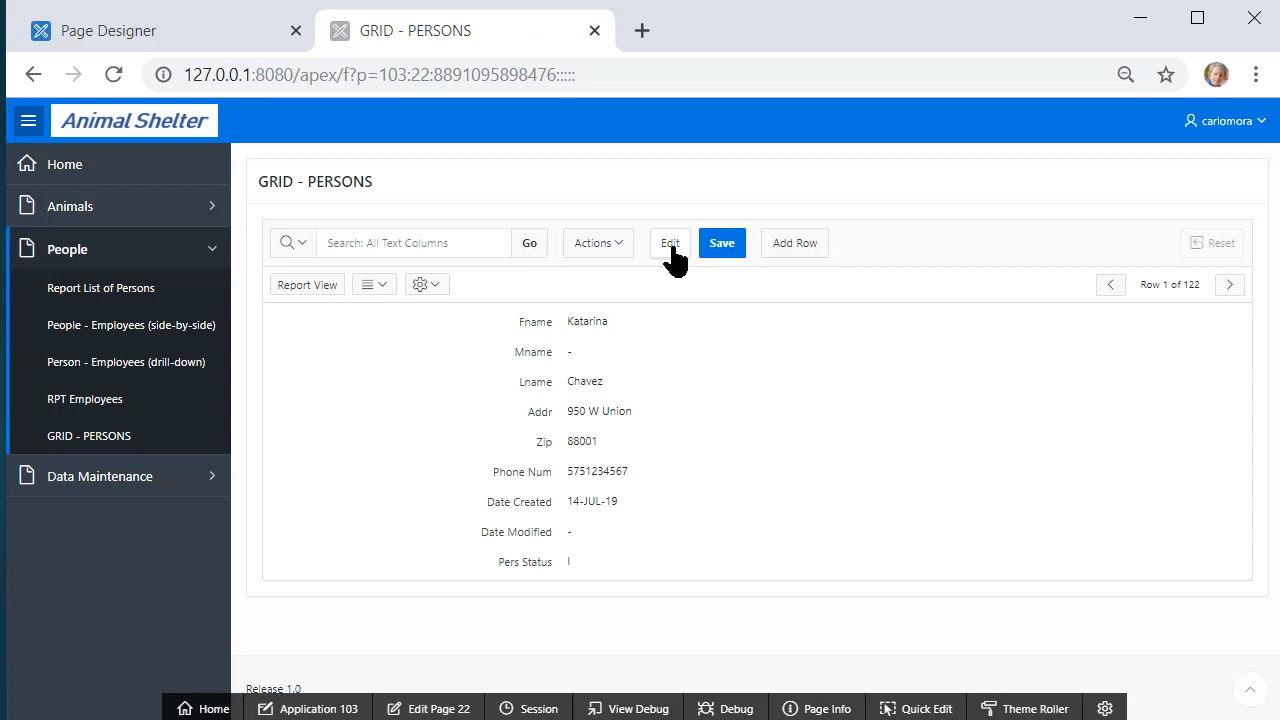 Page Designer
GRID - PERSONS
127.0.0.1:8080/apex/f?p=103:22:8891095898476:::::
Animal Shelter
carlomora
Home
Animals
People
Report List of Persons
People - Employees (side-by-side)
Person - Employees (drill-down)
RPT Employees
GRID - PERSONS
Data Maintenance
GRID - PERSONS
Search: All Text Columns
Go
Actions
Edit
Save
Add Row
Reset
Report View
Row 1 of 122
Fname Katarina
Mname -
Lname Chavez
Addr 950 W Union
Zip 88001
Phone Num 5751234567
Date Created 14-JUL-19
Date Modified -
Pers Status I
Release 1.0
Home
Application 103
Edit Page 22
Session
View Debug
Debug
Page Info
Quick Edit
Theme Roller